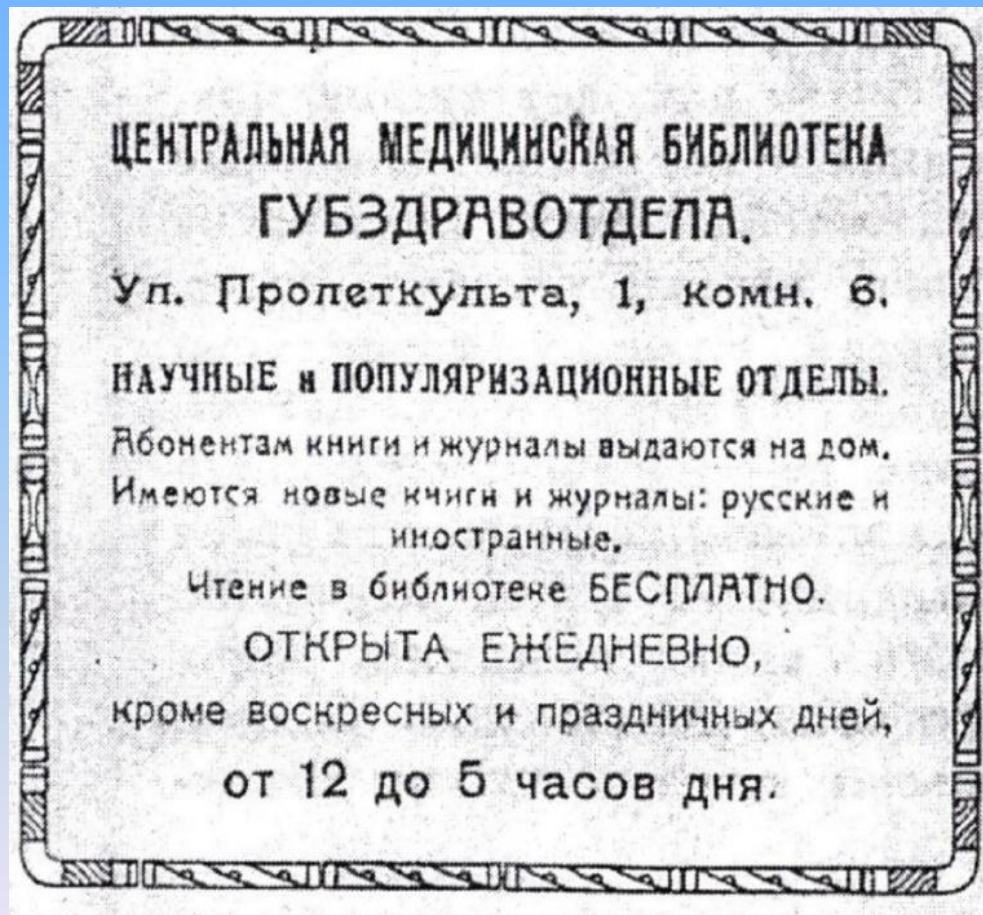 ЦЕНТРАЛЬНАЯ МЕДИЦИНСКАЯ БИБЛИОТЕКА
ГУБЗДРАВОТДЕЛА.
Ул. Пролеткульта, 1, комн. 6.
НАУЧНЫЕ и ПОПУЛЯРИЗАЦИОННЫЕ ОТДЕЛЫ.
Абонентам книги и журналы выдаются на дом.
Имеются новые кчиги и журналы: русские и
иностранные.
Чтение в библиотеке БЕСПЛАТНО.
ОТКРЫТА ЕЖЕДНЕВНО,
кроме воскресных и праздничных дней,
от 12 до 5 часов дня.